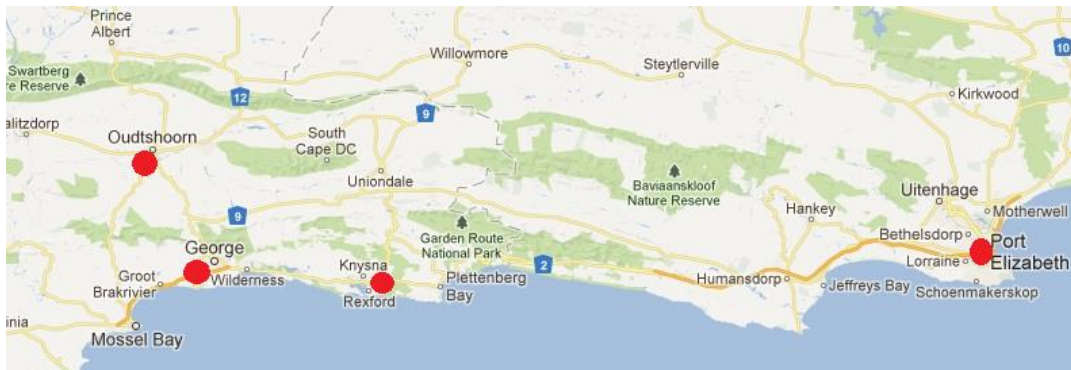 Prince
Albert
Willowmore
Steytlerville
10
Swartberg
re Reserve
12
9
Kirkwood
alitzdorp
Oudtshoorn
South
Cape DC
Uniondale
Baviaanskloof
Nature Reserve
Uitenhage
Hankey
Motherwell
9
George
Garden Route
National Park
Bethelsdorp
Port
Elizabeth
Lorraine
2
Groot
Brakrivier
Wilderness
Knysna
Rexford
Plettenberg
Bay
Humansdorp
Jeffreys Bay
Schoenmakerskop
inia
Mossel Bay